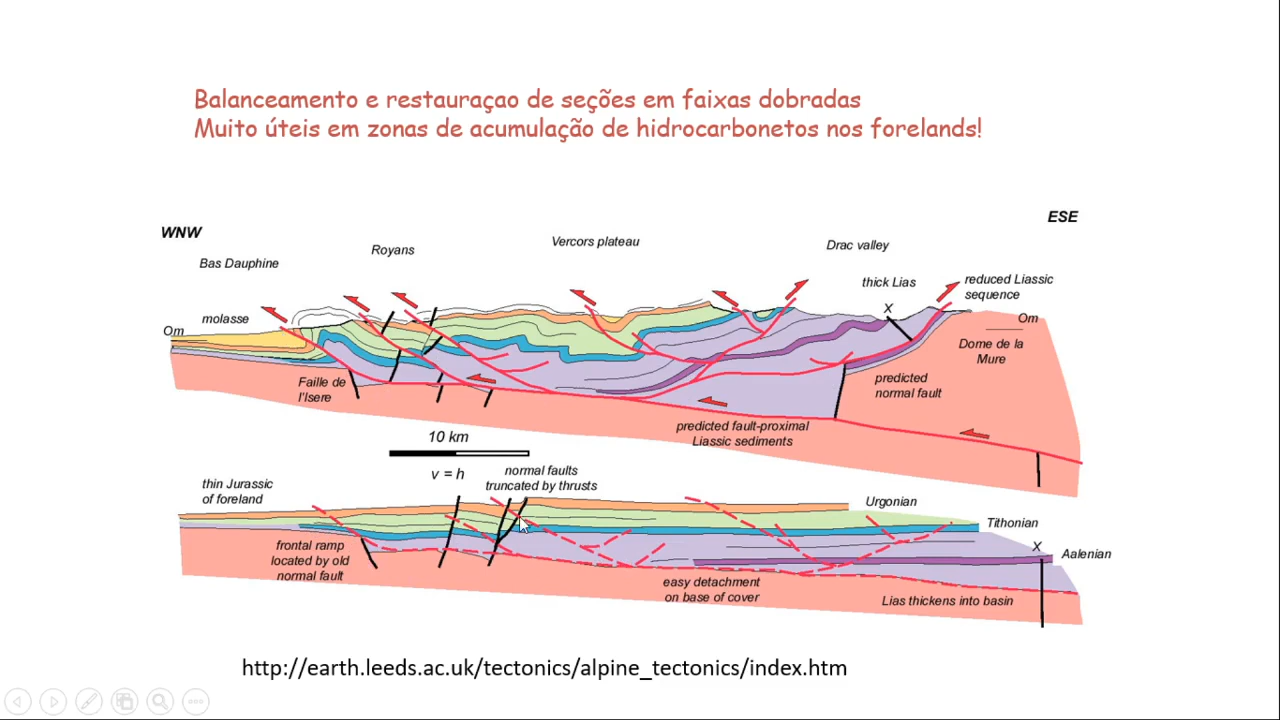 Balanceamento e restauraçao de seções em faixas dobradas
Muito úteis em zonas de acumulação de hidrocarbonetos nos forelands!
WNW
ESE
Bas Dauphine
Royans
Vercors plateau
Drac valley
thick Lias
reduced Liassic
sequence
X
molasse
Om
Om
Dome de la
Mure
Faille de
l'Isere
predicted
normal fault
predicted fault-proximal
Liassic sediments
10 km
v = h
thin Jurassic
of foreland
normal faults
truncated by thrusts
Urgonian
Tithonian
X
Aalenian
frontal ramp
located by old
normal fault
easy detachment
on base of cover
Lias thickens into basin
http://earth.leeds.ac.uk/tectonics/alpine_tectonics/index.htm